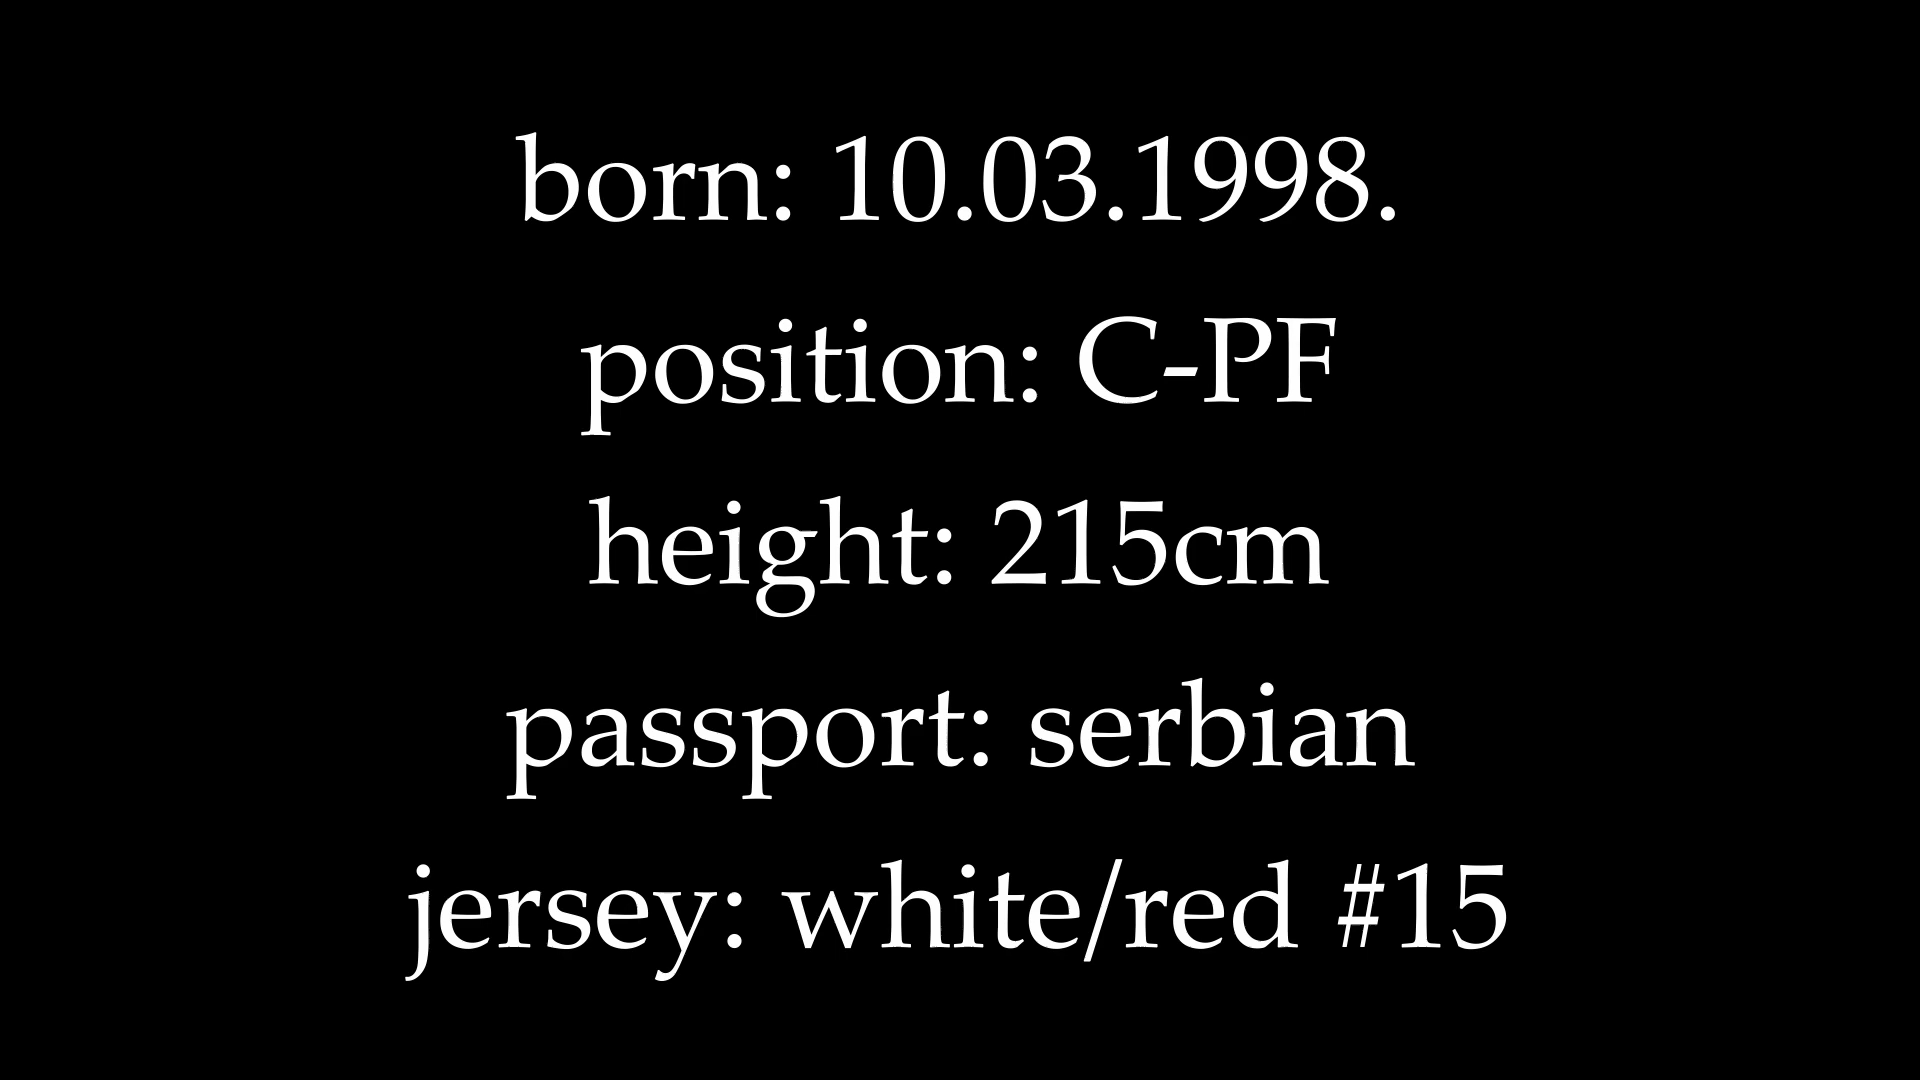 born: 10.03.1998.
position: C-PF
height: 215cm
passport: serbian
jersey: white/red #15